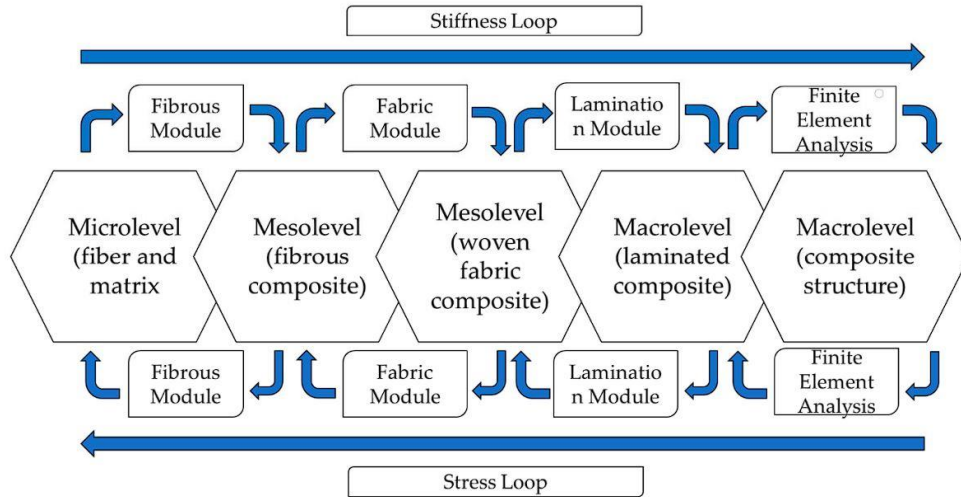 Stiffness Loop
Fibrous
Module
Fabric
Module
Laminatio
n Module
Finite
Element
Analysis
Microlevel
(fiber and
matrix
Mesolevel
(fibrous
composite)
Mesolevel
(woven
fabric
composite)
Macrolevel
(laminated
composite)
Macrolevel
(composite
structure)
Fibrous
Module
Fabric
Module
Laminatio
n Module
Finite
Element
Analysis
Stress Loop